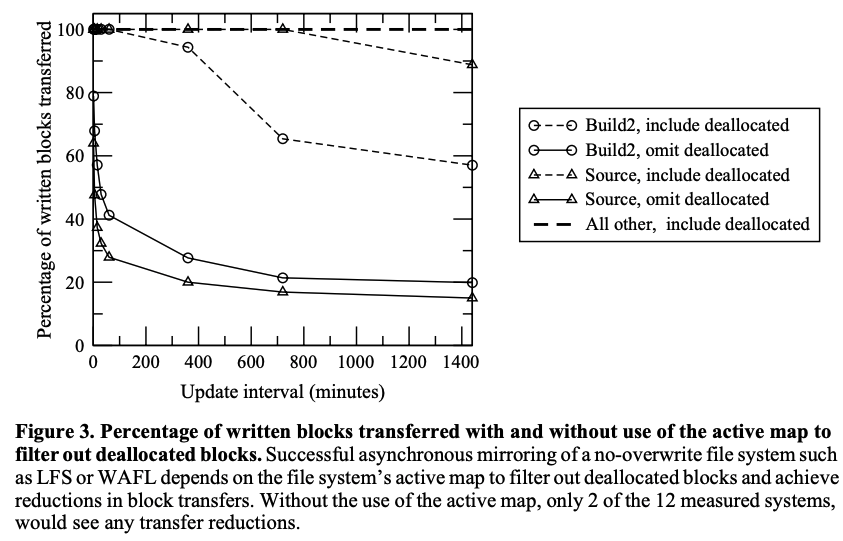 100
80
60
40
20
0
Percentage of written blocks transferred
0 200 400 600 800 1000 1200 1400
Update interval (minutes)
Build2, include deallocated
Build2, omit deallocated
Source, include deallocated
Source, omit deallocated
All other, include deallocated
Figure 3. Percentage of written blocks transferred with and without use of the active map to
filter out deallocated blocks. Successful asynchronous mirroring of a no-overwrite file system such
as LFS or WAFL depends on the file system's active map to filter out deallocated blocks and achieve
reductions in block transfers. Without the use of the active map, only 2 of the 12 measured systems,
would see any transfer reductions.